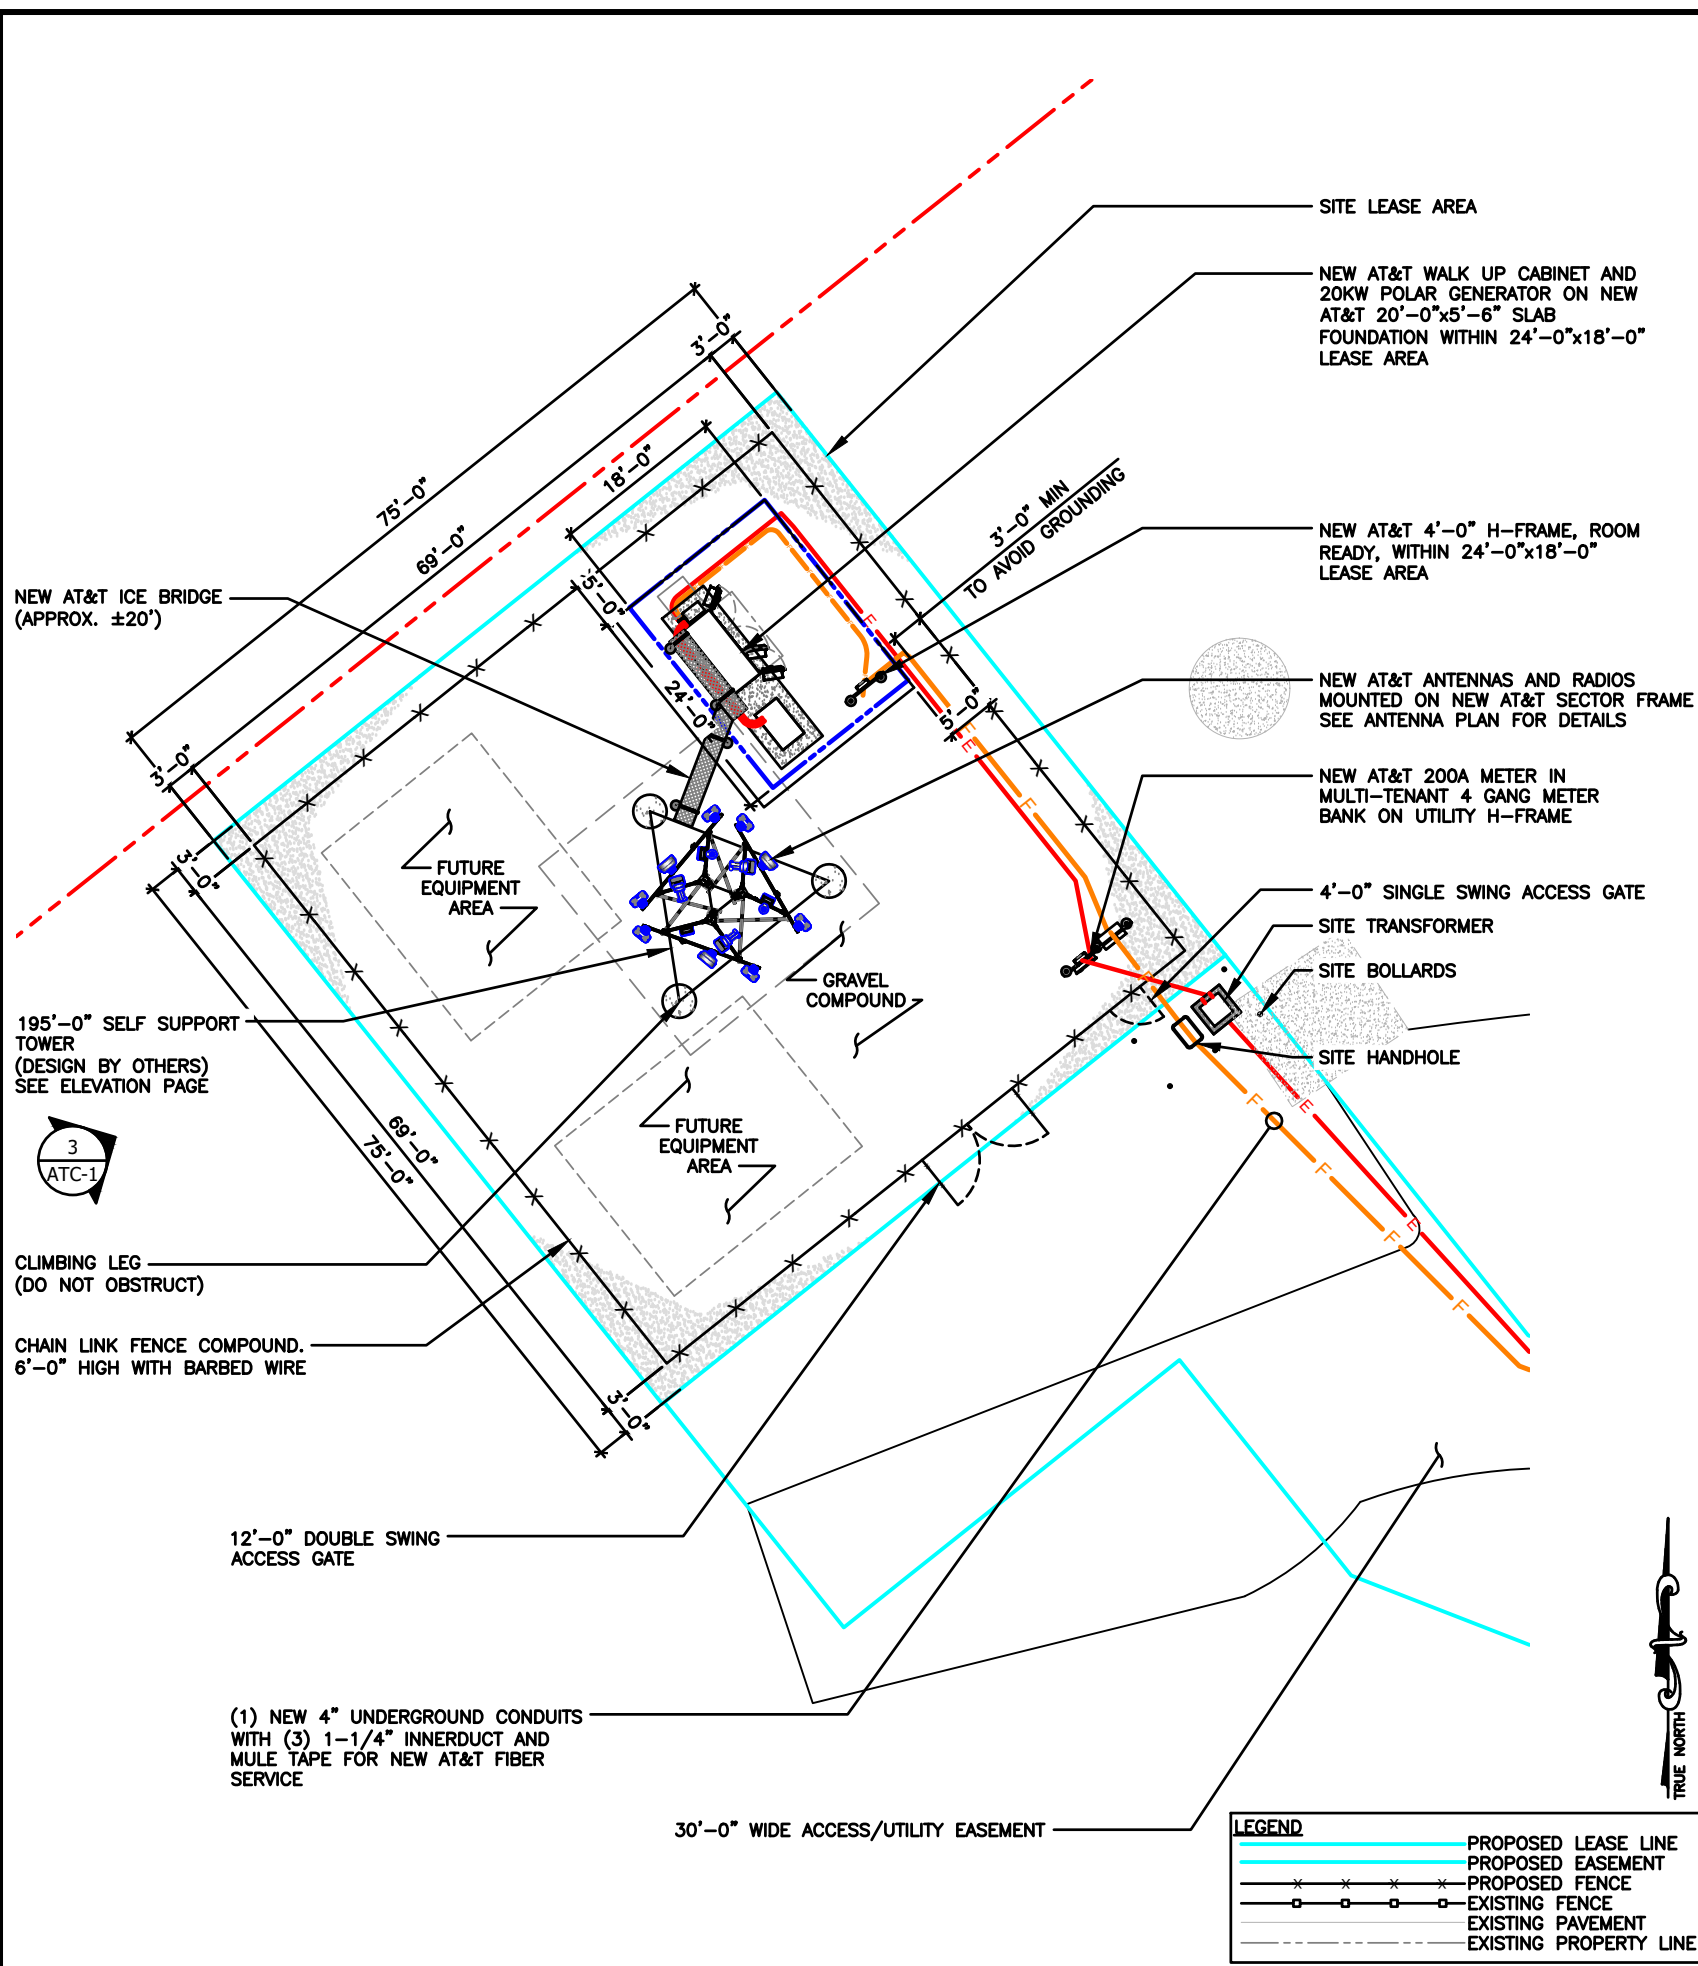 SITE LEASE AREA
NEW AT&T WALK UP CABINET AND
20KW POLAR GENERATOR ON NEW
AT&T 20'-0"x5'-6" SLAB
FOUNDATION WITHIN 24'-0"x18'-0"
LEASE AREA
3'-0"
75'-0"
69'-0"
18'-0"
3'-0" MIN
TO AVOID GROUNDING
NEW AT&T 4'-0" H-FRAME, ROOM
READY, WITHIN 24'-0"x18'-0"
LEASE AREA
NEW AT&T ICE BRIDGE
(APPROX. ±20')
5'-0"
24'-0"
E
5'-0"
F
E
F
NEW AT&T ANTENNAS AND RADIOS
MOUNTED ON NEW AT&T SECTOR FRAME
SEE ANTENNA PLAN FOR DETAILS
3'-0"
3'-0"
NEW AT&T 200A METER IN
MULTI-TENANT 4 GANG METER
BANK ON UTILITY H-FRAME
FUTURE
EQUIPMENT
AREA
4'-0" SINGLE SWING ACCESS GATE
SITE TRANSFORMER
SITE BOLLARDS
GRAVEL
COMPOUND
195'-0" SELF SUPPORT
TOWER
(DESIGN BY OTHERS)
SEE ELEVATION PAGE
SITE HANDHOLE
3
ATC-1
69'-0"
75'-0"
FUTURE
EQUIPMENT
AREA
F
E
F
E
F
F
CLIMBING LEG
(DO NOT OBSTRUCT)
CHAIN LINK FENCE COMPOUND.
6'-0" HIGH WITH BARBED WIRE
3'-0"
12'-0" DOUBLE SWING
ACCESS GATE
(1) NEW 4" UNDERGROUND CONDUITS
WITH (3) 1-1/4" INNERDUCT AND
MULE TAPE FOR NEW AT&T FIBER
SERVICE
30'-0" WIDE ACCESS/UTILITY EASEMENT
TRUE NORTH
LEGEND
PROPOSED LEASE LINE
PROPOSED EASEMENT
PROPOSED FENCE
EXISTING FENCE
EXISTING PAVEMENT
EXISTING PROPERTY LINE